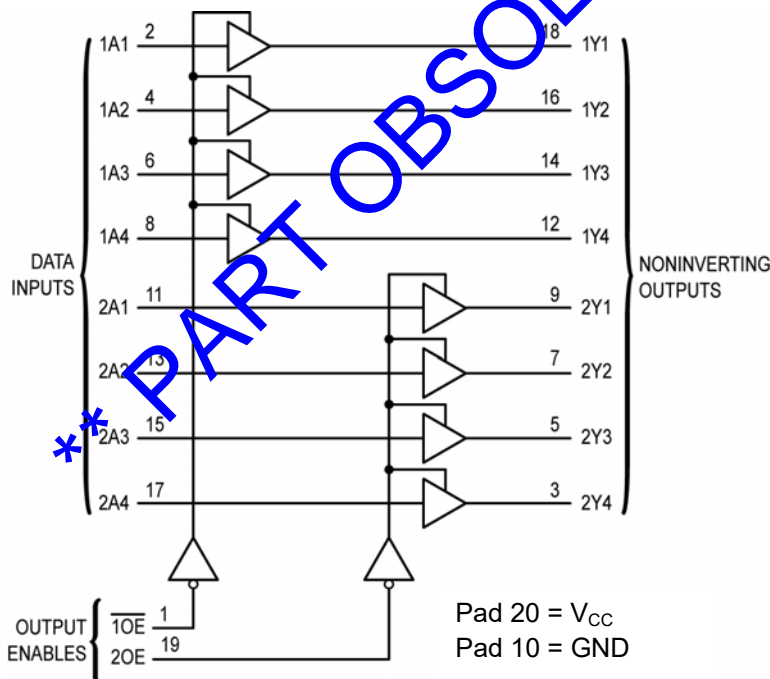 ** PART OBSOL
1A1 2 18 1Y1
1A2 4 16 1Y2
1A3 6 14 1Y3
1A4 8 12 1Y4
DATA
INPUTS
NONINVERTING
OUTPUTS
2A1 11 9 2Y1
2A2 13 7 2Y2
2A3 15 5 2Y3
2A4 17 3 2Y4
OUTPUT
ENABLES
1̅O̅E̅ 1
2OE 19
Pad 20 = VCC
Pad 10 = GND